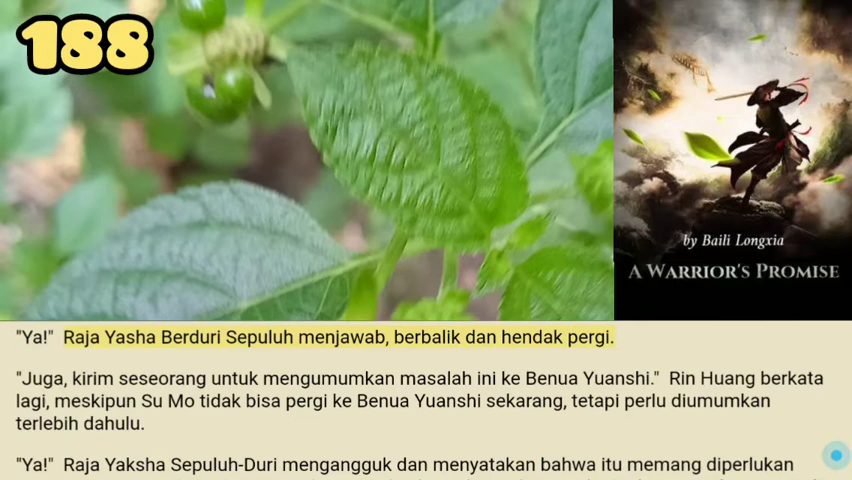 188
by Baili Longxia
A WARRIOR'S PROMISE
"Ya!" Raja Yasha Berduri Sepuluh menjawab, berbalik dan hendak pergi.
"Juga, kirim seseorang untuk mengumumkan masalah ini ke Benua Yuanshi." Rin Huang berkata
lagi, meskipun Su Mo tidak bisa pergi ke Benua Yuanshi sekarang, tetapi perlu diumumkan
terlebih dahulu.
"Ya!" Raja Yaksha Sepuluh-Duri mengangguk dan menyatakan bahwa itu memang diperlukan